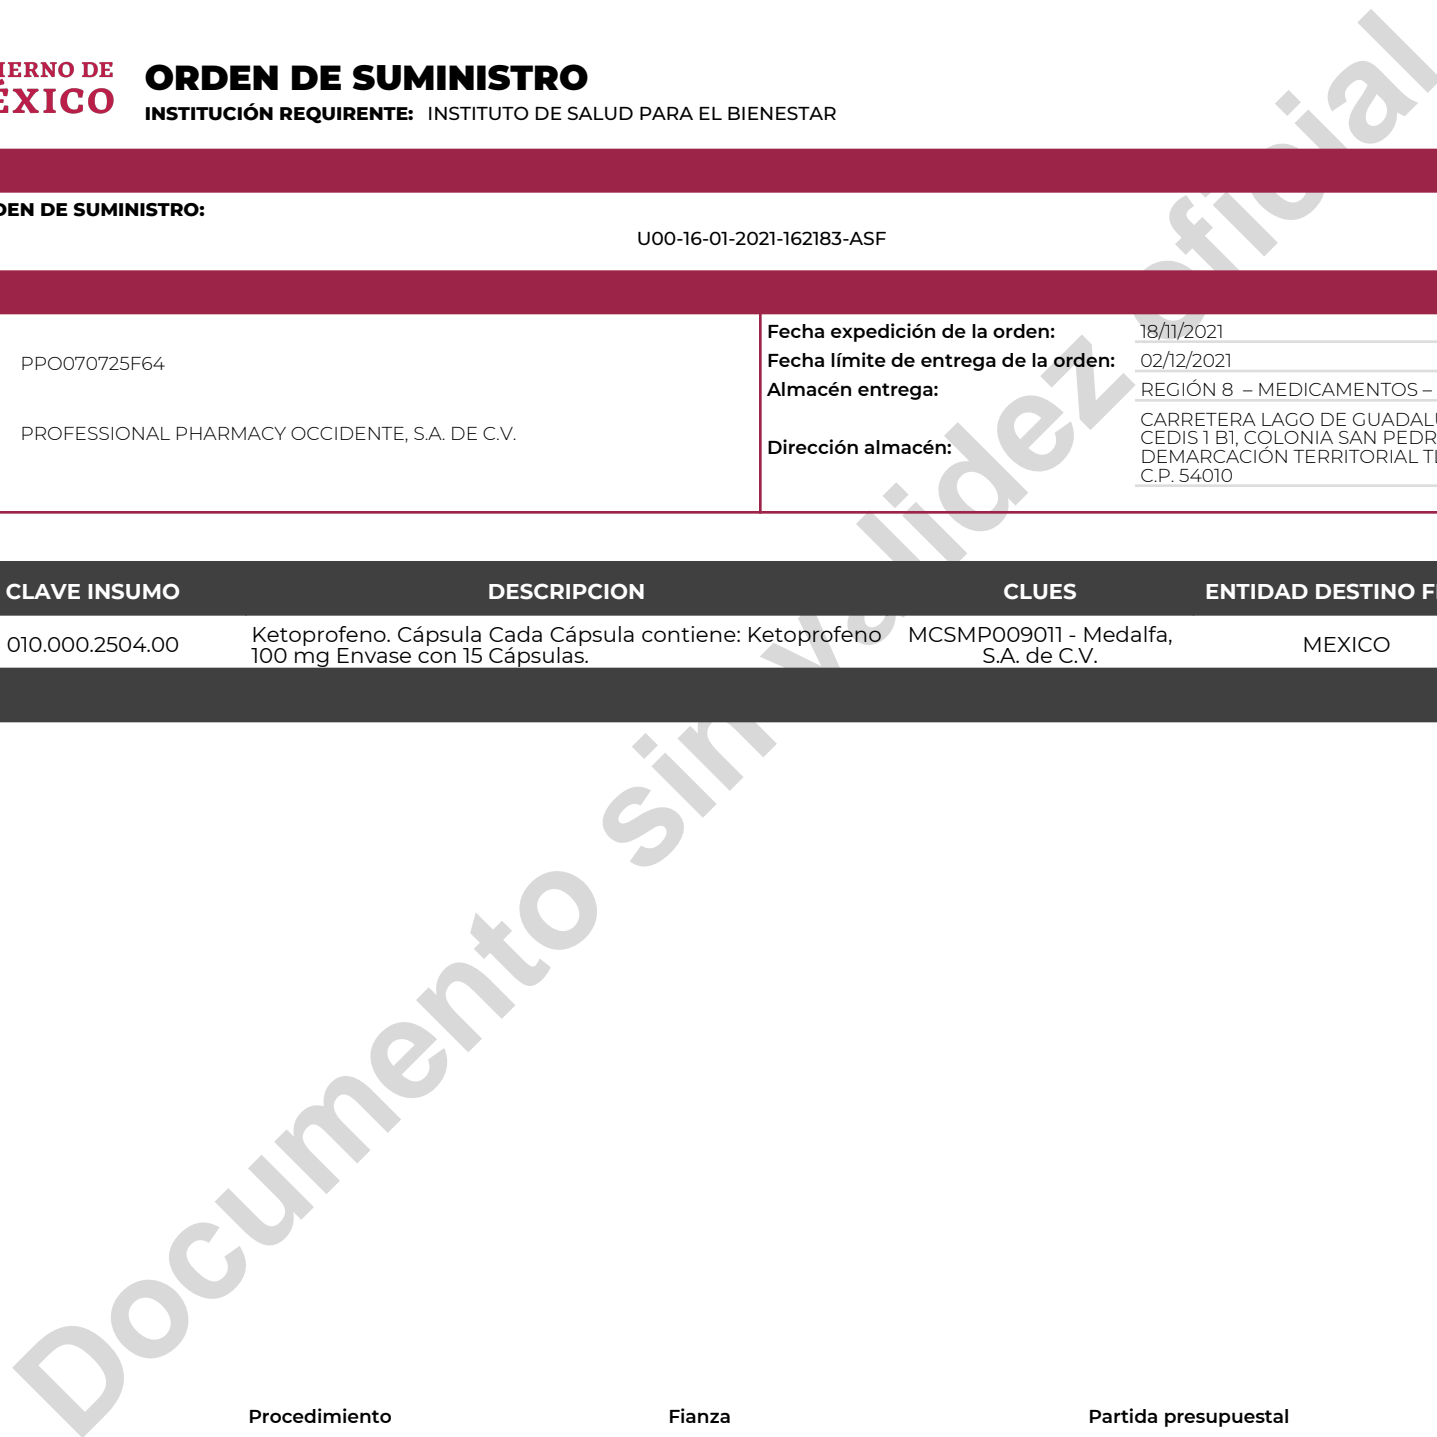 IERNO DE
ÉXICO
ORDEN DE SUMINISTRO
INSTITUCIÓN REQUIRENTE: INSTITUTO DE SALUD PARA EL BIENESTAR
DEN DE SUMINISTRO:
U00-16-01-2021-162183-ASF
PPO070725F64
PROFESSIONAL PHARMACY OCCIDENTE, S.A. DE C.V.
Fecha expedición de la orden: 18/11/2021
Fecha límite de entrega de la orden: 02/12/2021
Almacén entrega: REGIÓN 8 – MEDICAMENTOS –
Dirección almacén:
CARRETERA LAGO DE GUADAL
CEDIS 1 B1, COLONIA SAN PEDR
DEMARCACIÓN TERRITORIAL T
C.P. 54010
CLAVE INSUMO DESCRIPCION CLUES ENTIDAD DESTINO F
010.000.2504.00
Ketoprofeno. Cápsula Cada Cápsula contiene: Ketoprofeno
100 mg Envase con 15 Cápsulas.
MCSMP009011 - Medalfa,
S.A. de C.V.
MEXICO
Documento sin validez oficial
Procedimiento Fianza Partida presupuestal